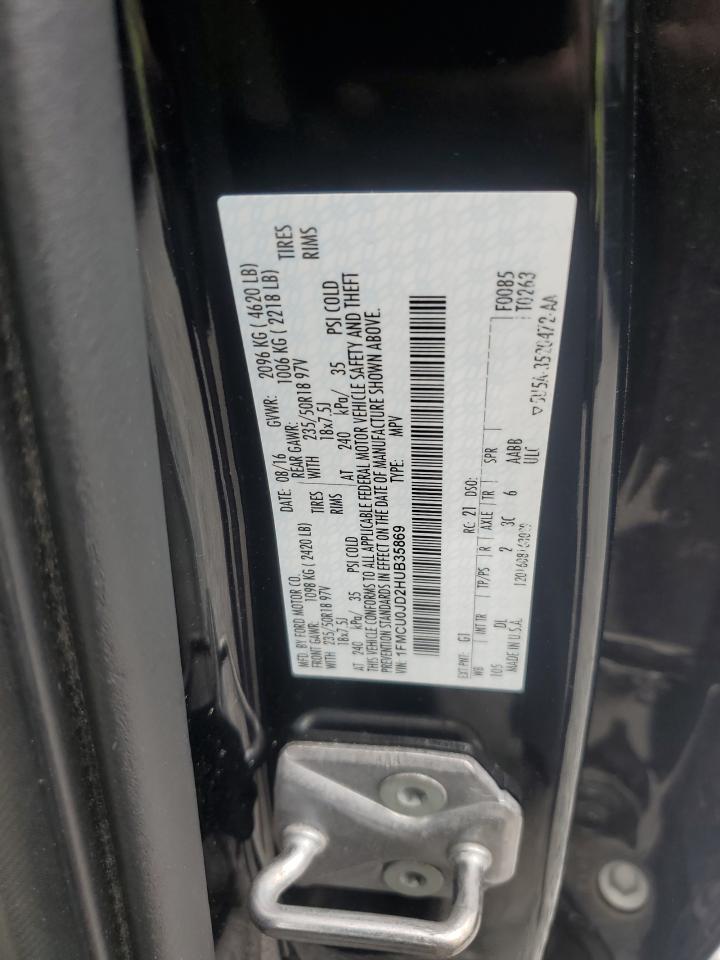 MFD. BY FORD MOTOR CO. DATE: 08/16 GVWR: 2096 KG ( 4620 LB)
FRONT GAWR: 1098 KG ( 2420 LB) REAR GAWR: 1006 KG ( 2218 LB)
WITH 235/50R18 97V TIRES WITH 235/50R18 97V TIRES
18x7.5J RIMS 18x7.5J RIMS
AT 240 kPa/ 35 PSI COLD AT 240 kPa/ 35 PSI COLD
THIS VEHICLE CONFORMS TO ALL APPLICABLE FEDERAL MOTOR VEHICLE SAFETY AND THEFT
PREVENTION STANDARDS IN EFFECT ON THE DATE OF MANUFACTURE SHOWN ABOVE.
VIN: 1FMCU0JD2HUB35869 TYPE: MPV
F0085
EXT PNT: G1 RC: 21 DSO: T0263
WB INT TR TP/PS R AXLE TR SPR
105 DL 2 3C 6 AABB
MADE IN U.S.A. ULC